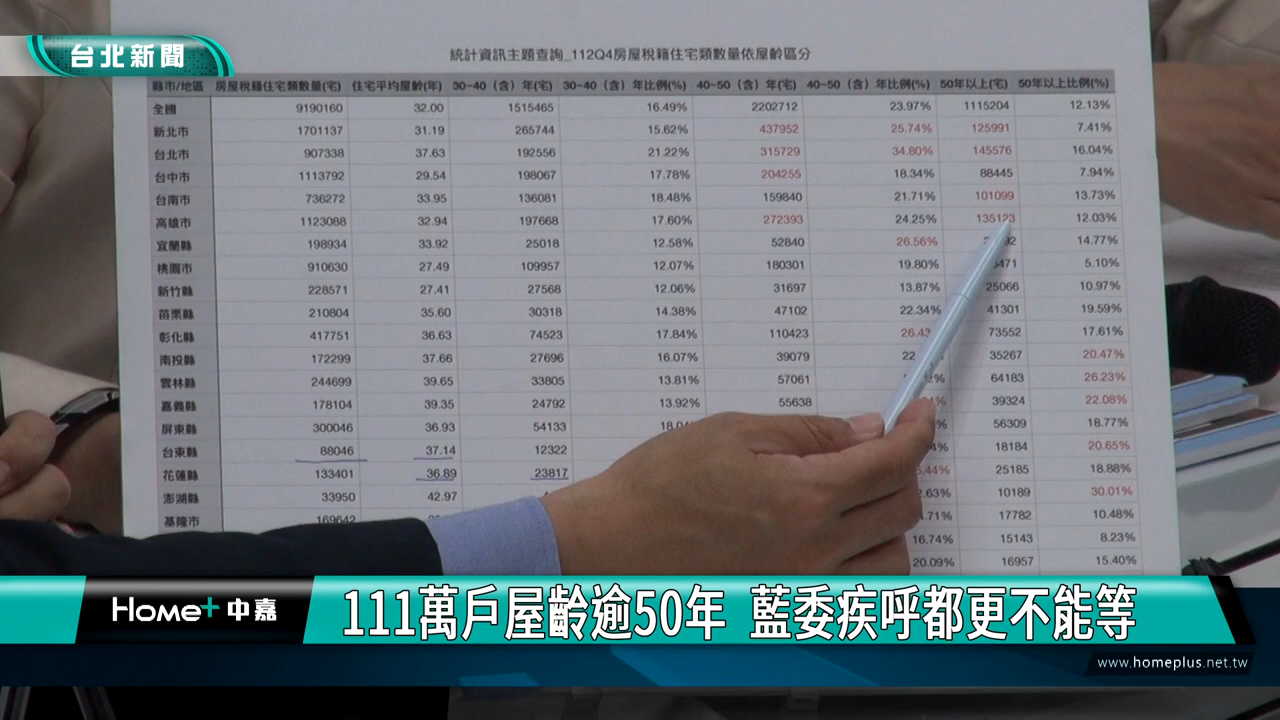 台北新聞
統計資訊主題查詢_112Q4房屋稅籍住宅類數量依屋齡區分
縣市/地區 房屋稅籍住宅類數量(宅) 住宅平均屋齡(年) 30-40（含）年(宅) 30-40（含）年比例(%) 40-50（含）年(宅) 40-50（含）年比例(%) 50年以上(宅) 50年以上比例(%)
全國 9190160 32.00 1515465 16.49% 2202712 23.97% 1115204 12.13%
新北市 1701137 31.19 265744 15.62% 437952 25.74% 125991 7.41%
台北市 907338 37.63 192556 21.22% 315729 34.80% 145576 16.04%
台中市 1113792 29.54 198067 17.78% 204255 18.34% 88445 7.94%
台南市 736272 33.95 136081 18.48% 159840 21.71% 101099 13.73%
高雄市 1123088 32.94 197668 17.60% 272393 24.25% 135123 12.03%
宜蘭縣 198934 33.92 25018 12.58% 52840 26.56% 14.77%
桃園市 910630 27.49 109957 12.07% 180301 19.80% 5.10%
新竹縣 228571 27.41 27568 12.06% 31697 13.87% 25066 10.97%
苗栗縣 210804 35.60 30318 14.38% 47102 22.34% 41301 19.59%
彰化縣 417751 36.63 74523 17.84% 110423 26.43 73552 17.61%
南投縣 172299 37.66 27696 16.07% 39079 35267 20.47%
雲林縣 244699 39.65 33805 13.81% 57061 64183 26.23%
嘉義縣 178104 39.35 24792 13.92% 55638 39324 22.08%
屏東縣 300046 36.93 54133 56309 18.77%
台東縣 88046 37.14 12322 18184 20.65%
花蓮縣 133401 36.89 23817 25185 18.88%
澎湖縣 33950 42.97 10189 30.01%
基隆市 169642 17782 10.48%
16.74% 15143 8.23%
20.09% 16957 15.40%
Home+ 中嘉
111萬戶屋齡逾50年 藍委疾呼都更不能等
www.homeplus.net.tw